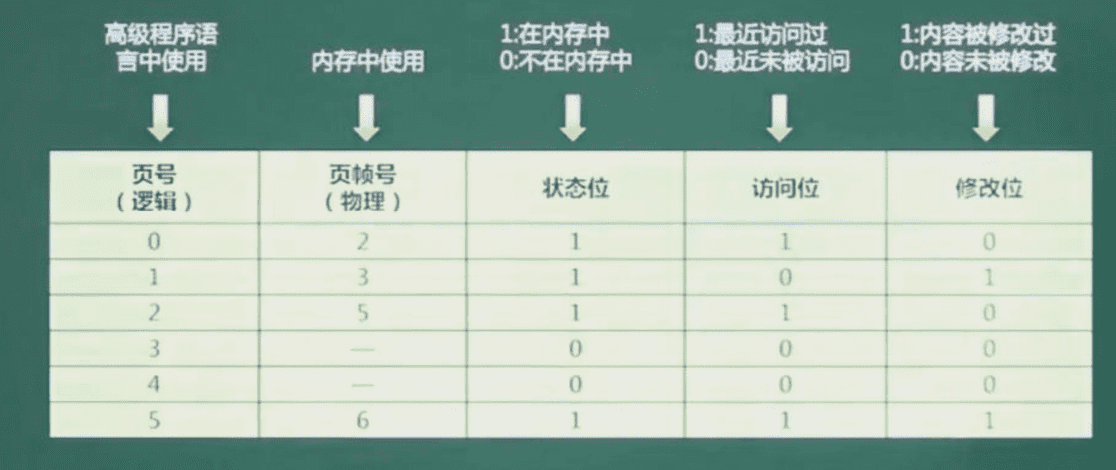 高级程序语
言中使用
内存中使用
1:在内存中
0:不在内存中
1:最近访问过
0:最近未被访问
1:内容被修改过
0:内容未被修改
页号
（逻辑）
页帧号
（物理）
状态位
访问位
修改位
0 2 1 1 0
1 3 1 0 1
2 5 1 1 0
3 — 0 0 0
4 — 0 0 0
5 6 1 1 1